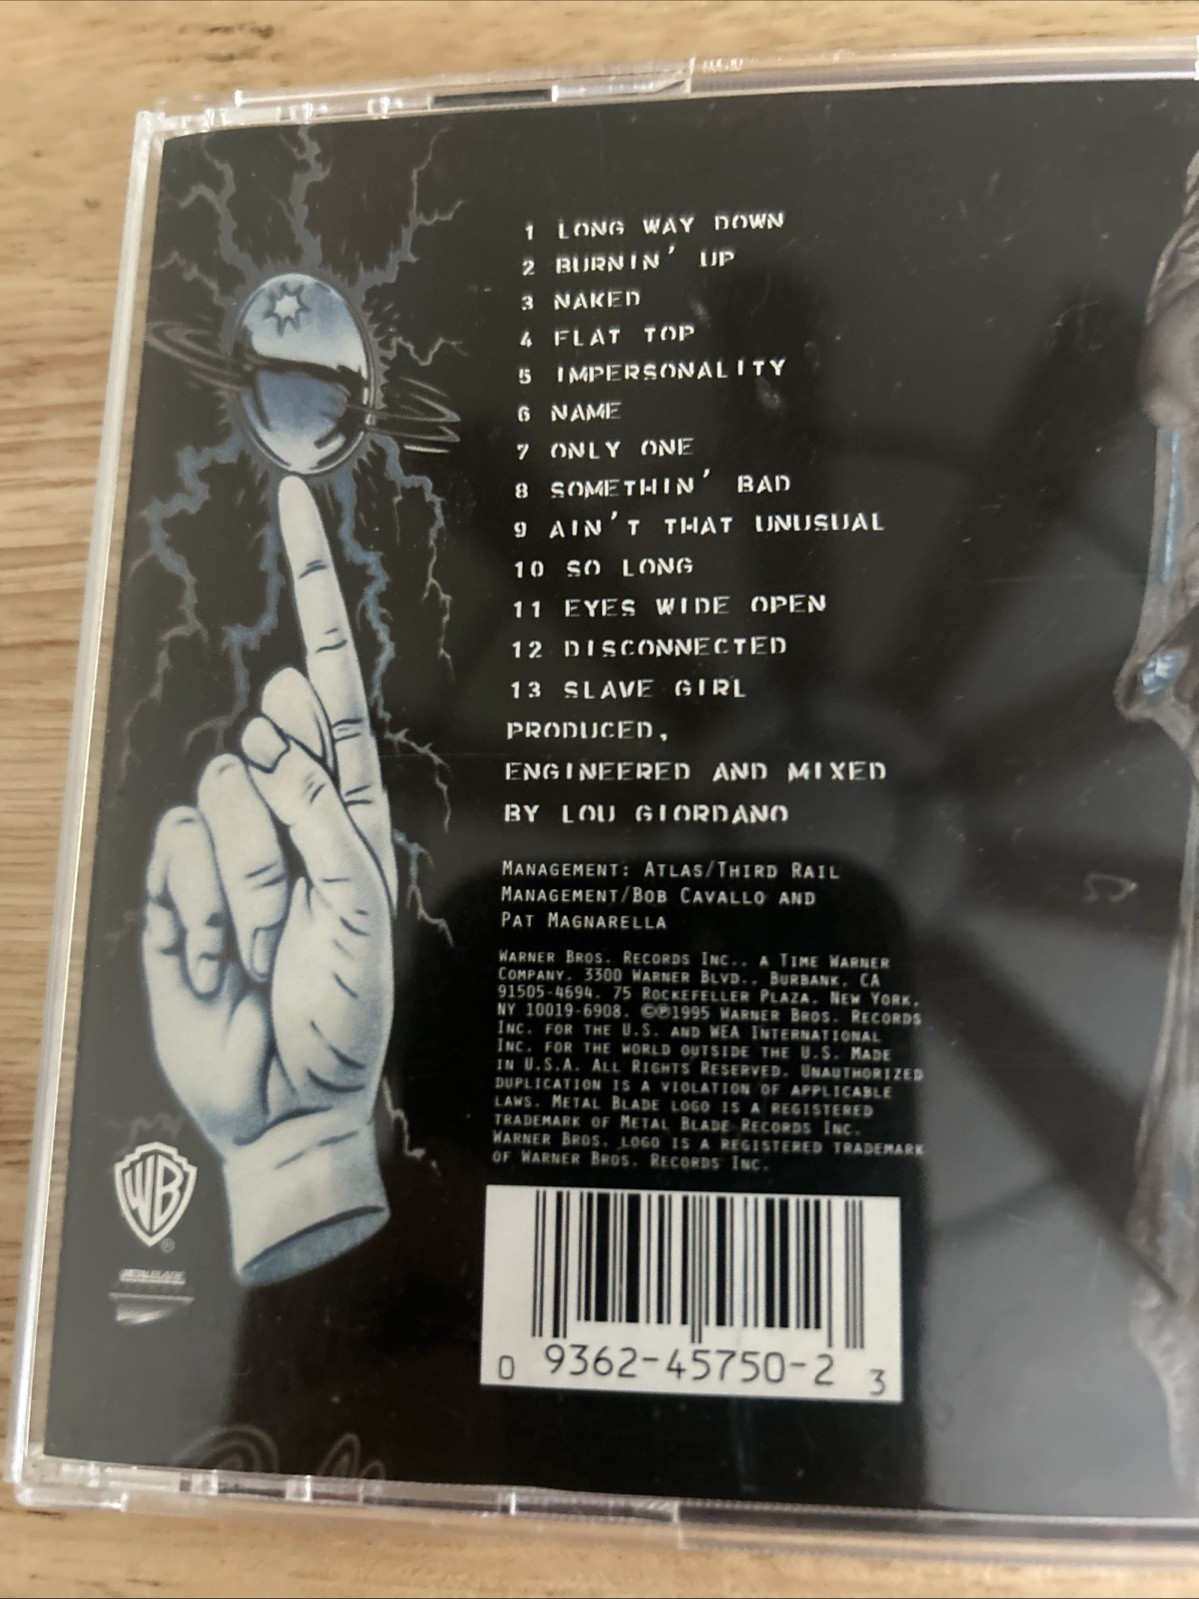 1 LONG WAY DOWN
2 BURNIN' UP
3 NAKED
4 FLAT TOP
5 IMPERSONALITY
6 NAME
7 ONLY ONE
8 SOMETHIN' BAD
9 AIN'T THAT UNUSUAL
10 SO LONG
11 EYES WIDE OPEN
12 DISCONNECTED
13 SLAVE GIRL
PRODUCED,
ENGINEERED AND MIXED
BY LOU GIORDANO
MANAGEMENT: ATLAS/THIRD RAIL
MANAGEMENT/BOB CAVALLO AND
PAT MAGNARELLA
WARNER BROS. RECORDS INC., A TIME WARNER
COMPANY. 3300 WARNER BLVD., BURBANK, CA
91505-4694. 75 ROCKEFELLER PLAZA, NEW YORK,
NY 10019-6908. ©℗1995 WARNER BROS. RECORDS
INC. FOR THE U.S. AND WEA INTERNATIONAL
INC. FOR THE WORLD OUTSIDE THE U.S. MADE
IN U.S.A. ALL RIGHTS RESERVED. UNAUTHORIZED
DUPLICATION IS A VIOLATION OF APPLICABLE
LAWS. METAL BLADE LOGO IS A REGISTERED
TRADEMARK OF METAL BLADE RECORDS INC.
WARNER BROS. LOGO IS A REGISTERED TRADEMARK
OF WARNER BROS. RECORDS INC.
WB ®
METAL BLADE
0 9362-45750-2 3